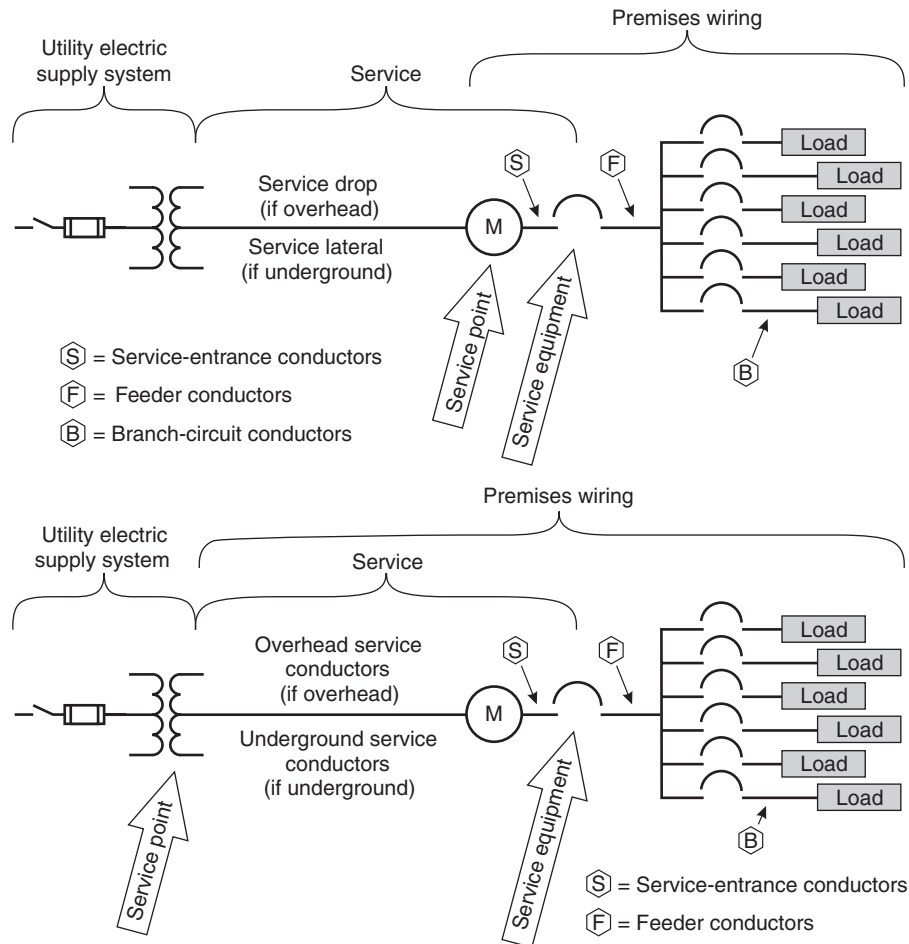 Premises wiring
Utility electric
supply system
Service
S
F
Load
Load
Load
Load
Load
Load
Service drop
(if overhead)
M
Service lateral
(if underground)
Service point
Service equipment
B
S = Service-entrance conductors
F = Feeder conductors
B = Branch-circuit conductors
Premises wiring
Utility electric
supply system
Service
Overhead service
conductors
(if overhead)
S
F
Load
Load
Load
Load
Load
Load
M
Underground service
conductors
(if underground)
Service point
Service equipment
B
S = Service-entrance conductors
F = Feeder conductors